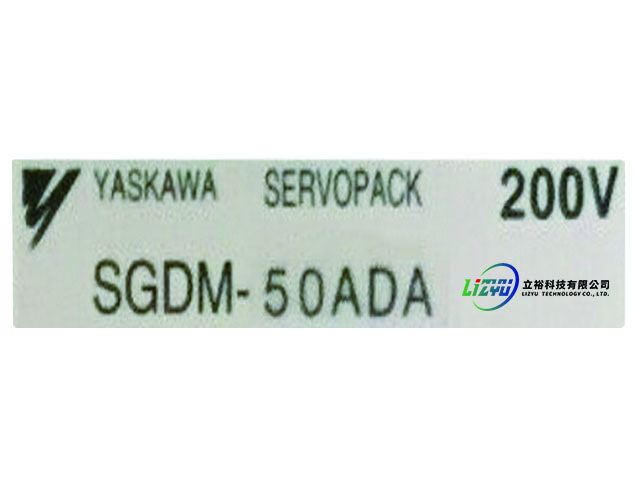 YASKAWA SERVOPACK 200V
SGDM-50ADA
LIZYU 立裕科技有限公司
LIZYU TECHNOLOGY CO., LTD.